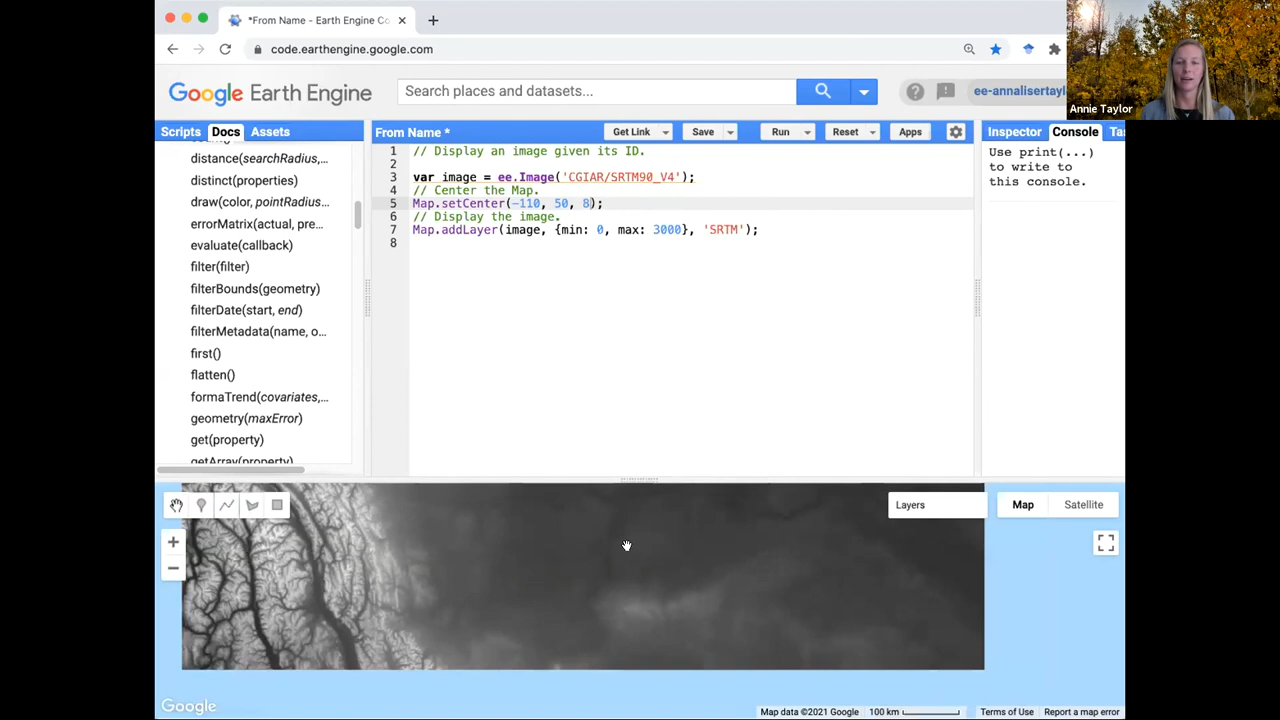 *From Name - Earth Engine Co
code.earthengine.google.com
Google Earth Engine
Search places and datasets...
ee-annalisertayl
Annie Taylor
Scripts Docs Assets
From Name *
Get Link Save Run Reset Apps
Inspector Console Ta
distance(searchRadius,...
distinct(properties)
draw(color, pointRadius...
errorMatrix(actual, pre...
evaluate(callback)
filter(filter)
filterBounds(geometry)
filterDate(start, end)
filterMetadata(name, o...
first()
flatten()
formaTrend(covariates,...
geometry(maxError)
get(property)
getArray(property)
1 // Display an image given its ID.
2
3 var image = ee.Image('CGIAR/SRTM90_V4');
4 // Center the Map.
5 Map.setCenter(-110, 50, 8);
6 // Display the image.
7 Map.addLayer(image, {min: 0, max: 3000}, 'SRTM');
8
Use print(...)
to write to
this console.
Layers
Map Satellite
Google
Map data ©2021 Google 100 km Terms of Use Report a map error